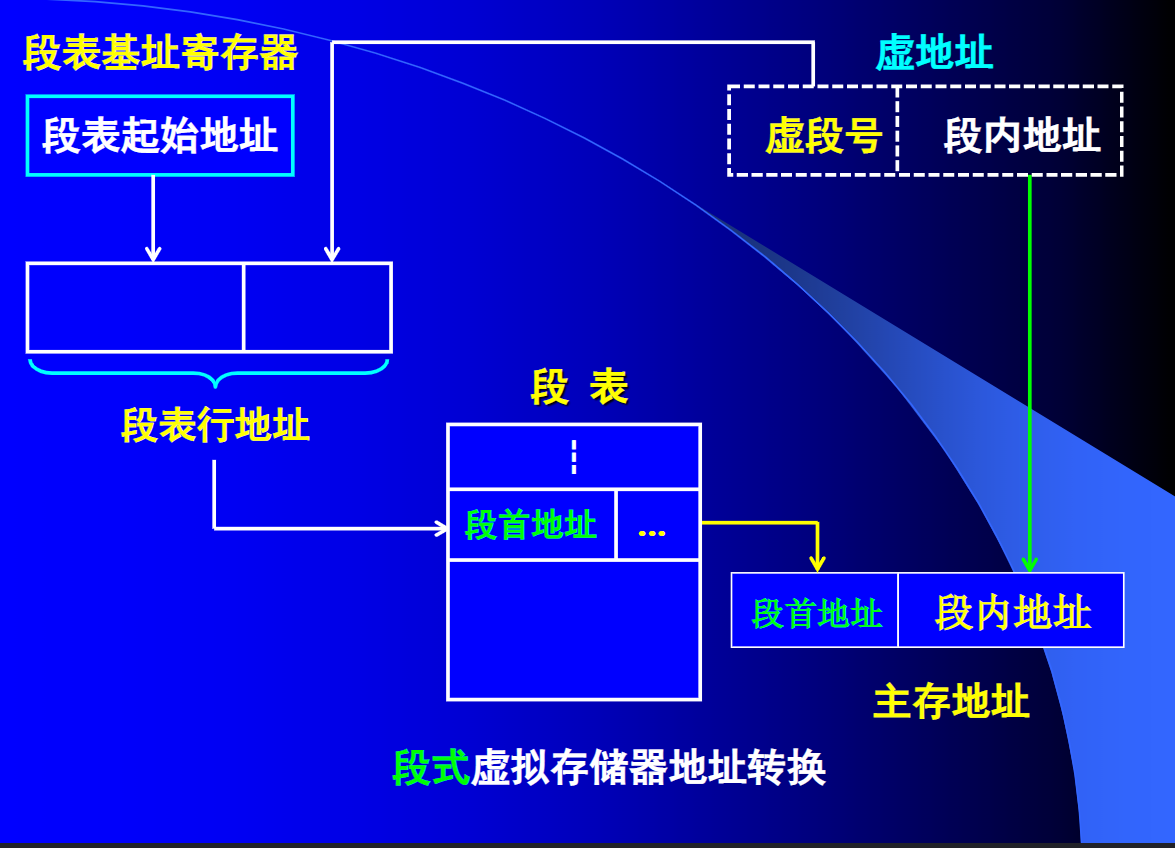 段表基址寄存器
虚地址
段表起始地址
虚段号
段内地址
段表行地址
段 表
段首地址
...
段首地址
段内地址
主存地址
段式虚拟存储器地址转换